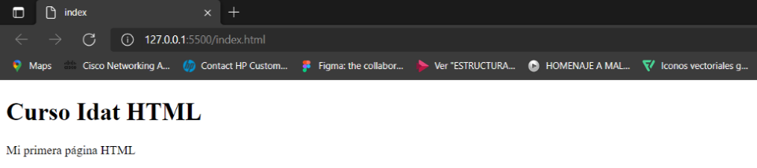 index
127.0.0.1:5500/index.html
Maps Cisco Networking A... Contact HP Custom... Figma: the collabor... Ver "ESTRUCTURA... HOMENAJE A MAL... Iconos vectoriales g...
Curso Idat HTML
Mi primera página HTML